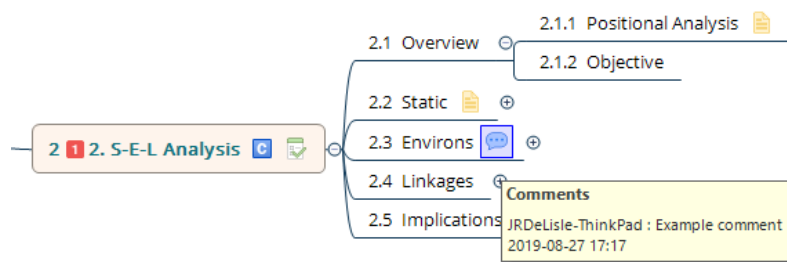 2.1.1 Positional Analysis
2.1 Overview
2.1.2 Objective
2.2 Static
2 1 2. S-E-L Analysis C
2.3 Environs
2.4 Linkages
Comments
2.5 Implications
JRDeLisle-ThinkPad : Example comment
2019-08-27 17:17